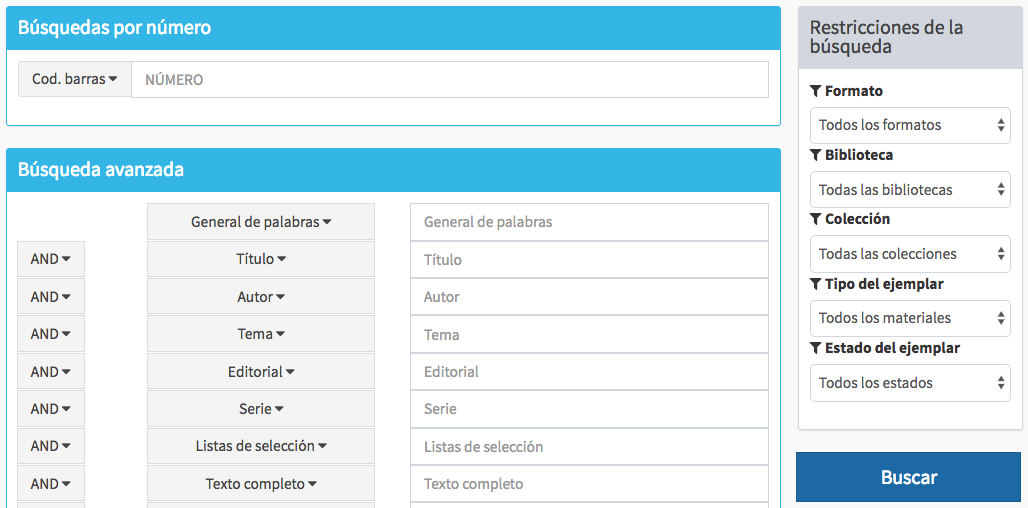 Búsquedas por número
Cod. barras NÚMERO
Búsqueda avanzada
General de palabras General de palabras
AND Título Título
AND Autor Autor
AND Tema Tema
AND Editorial Editorial
AND Serie Serie
AND Listas de selección Listas de selección
AND Texto completo Texto completo
Restricciones de la
búsqueda
Formato
Todos los formatos
Biblioteca
Todas las bibliotecas
Colección
Todas las colecciones
Tipo del ejemplar
Todos los materiales
Estado del ejemplar
Todos los estados
Buscar